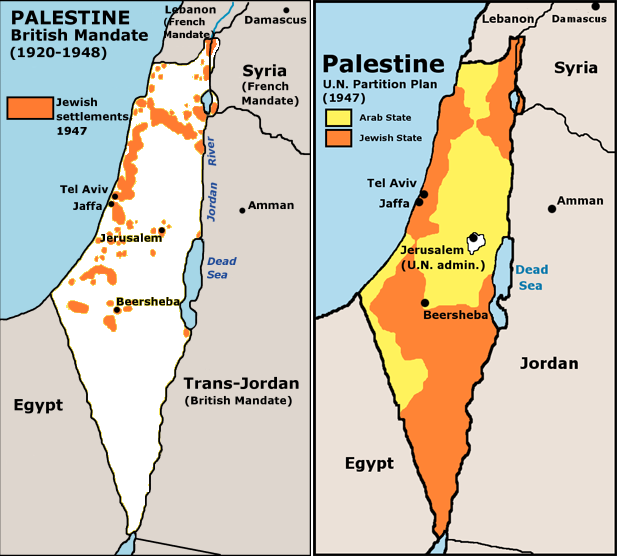 PALESTINE
British Mandate
(1920-1948)
Lebanon
(French
Mandate)
Damascus
Syria
(French
Mandate)
Jewish
settlements
1947
Tel Aviv
Jaffa
Jordan River
Amman
Jerusalem
Dead
Sea
Beersheba
Trans-Jordan
(British Mandate)
Egypt
Lebanon
Damascus
Palestine
U.N. Partition Plan
(1947)
Arab State
Jewish State
Syria
Tel Aviv
Jaffa
Amman
Jerusalem
(U.N. admin.)
Dead
Sea
Beersheba
Jordan
Egypt